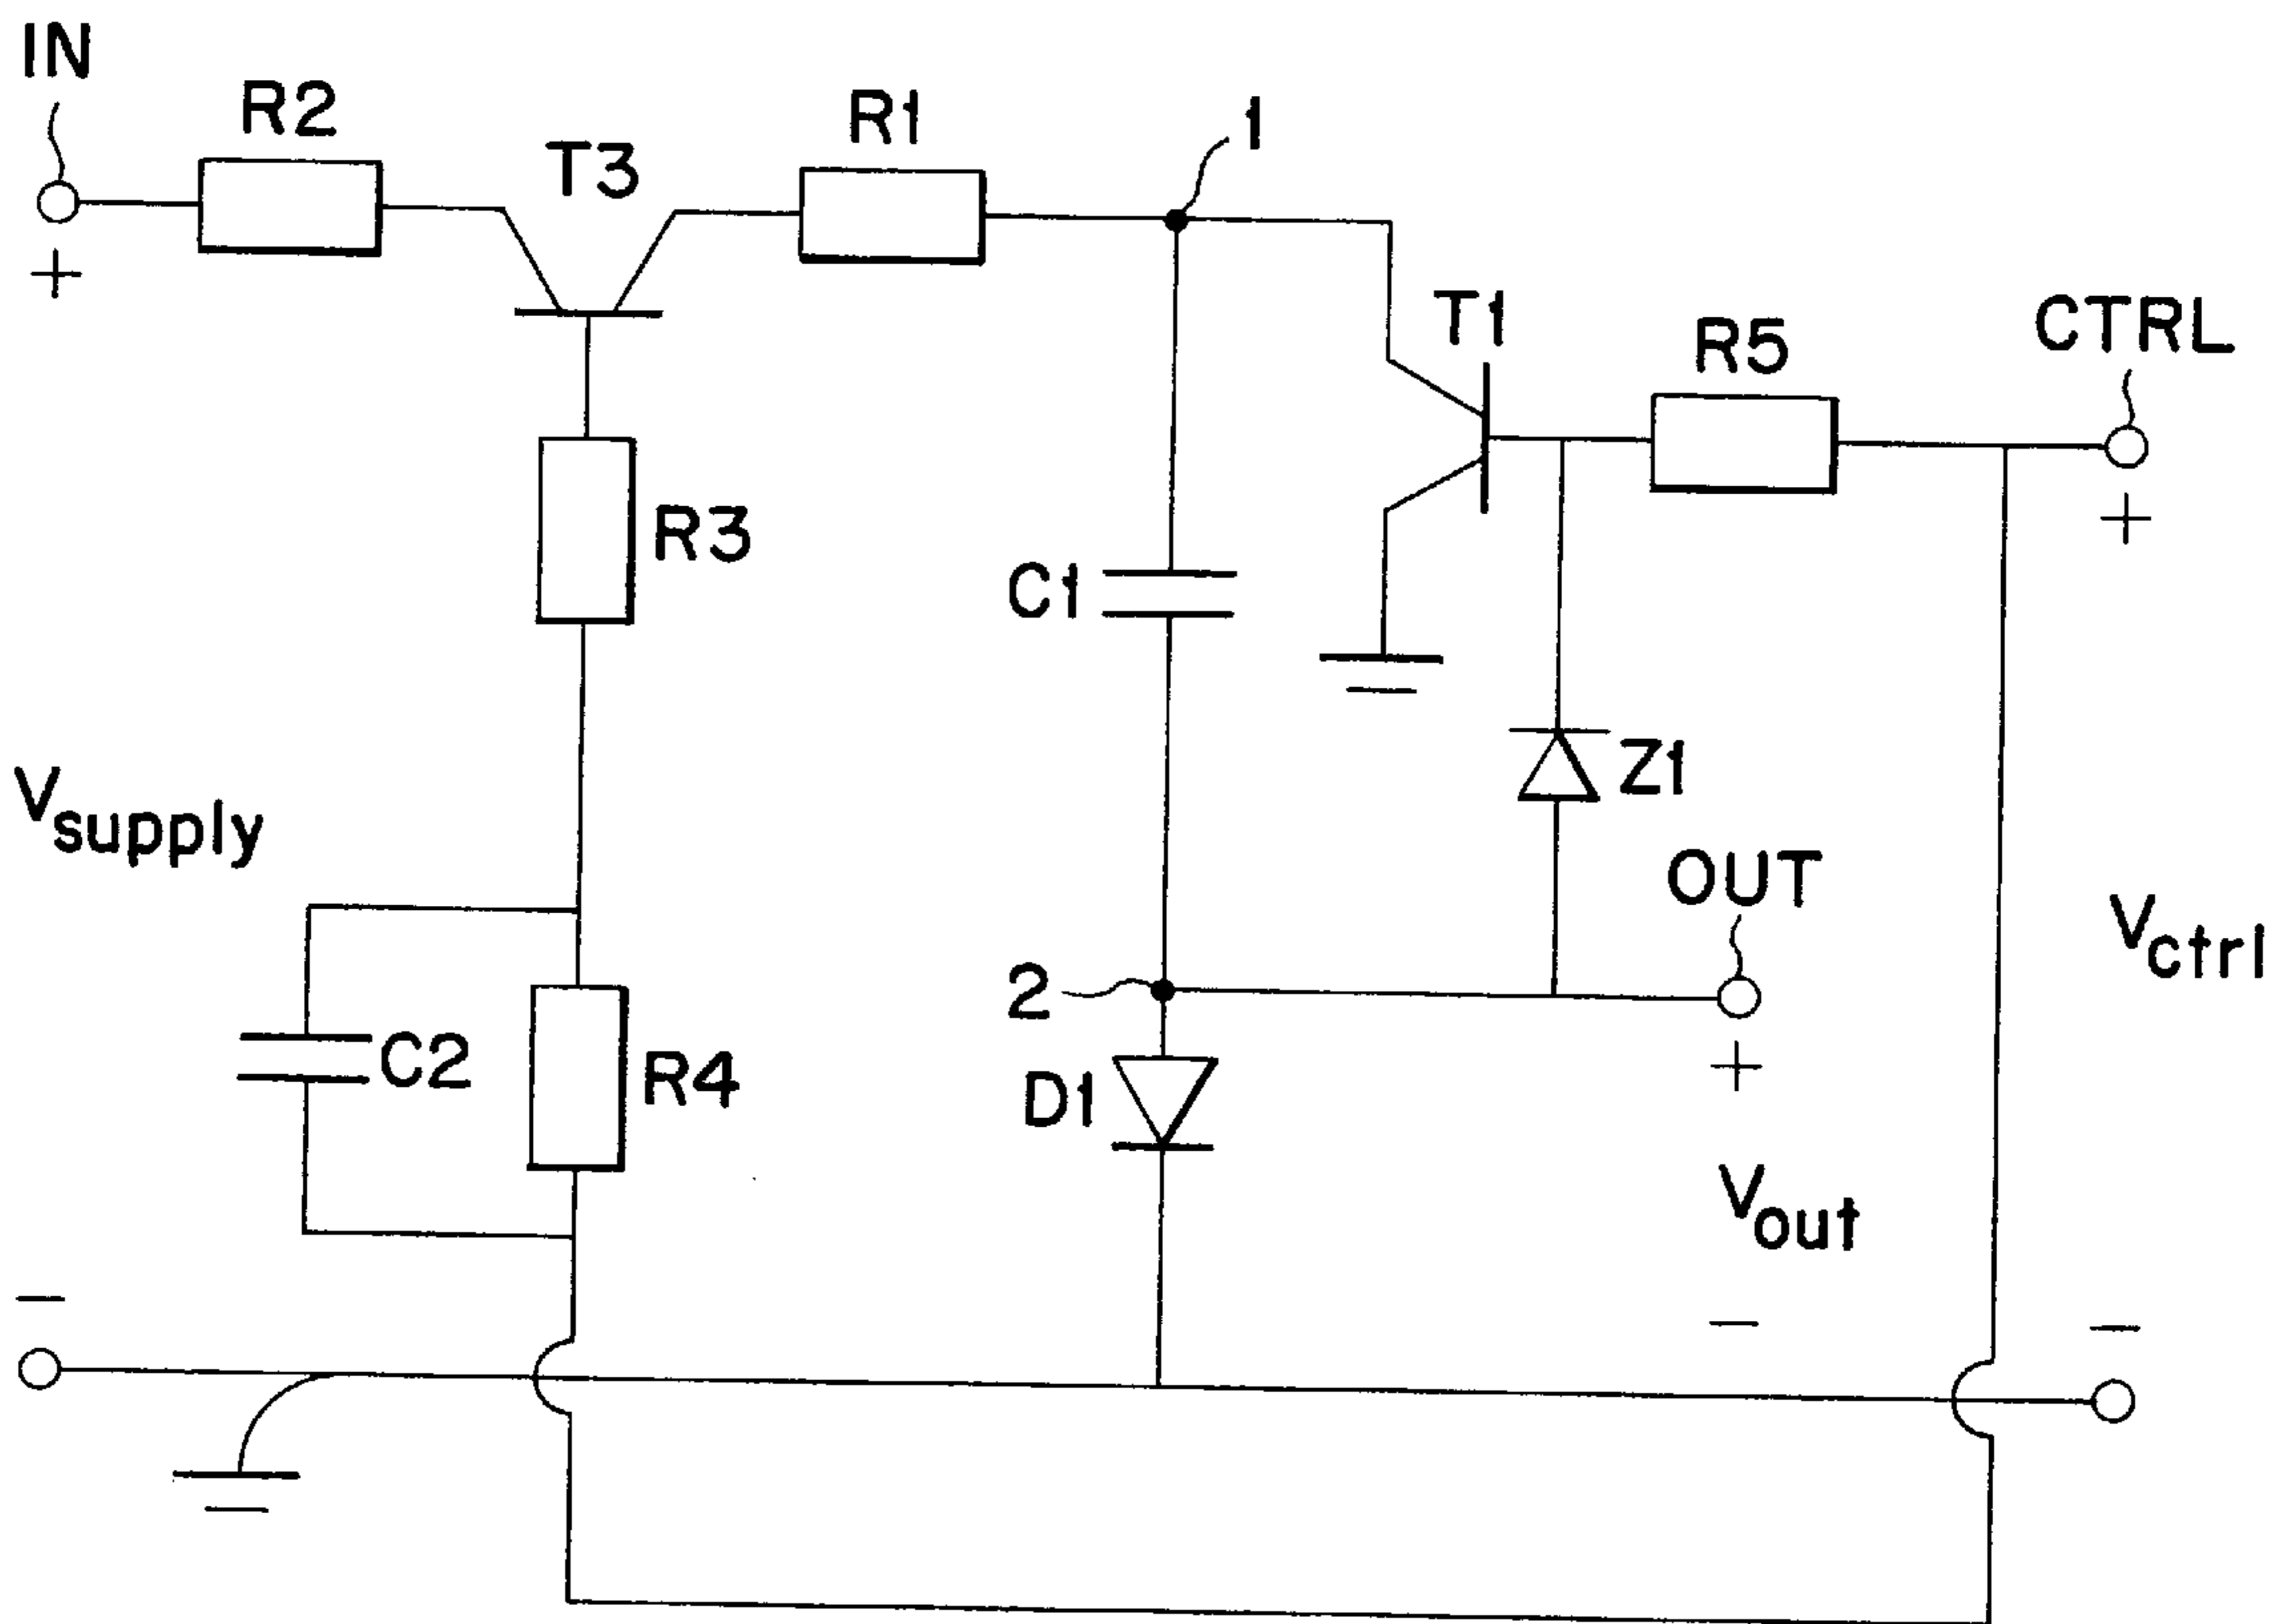 IN
R2
T3
R1
1
T1
R5
CTRL
+
+
R3
C1
Vsupply
Z1
OUT
Vctrl
2
C2
R4
D1
+
Vout
−
−
−